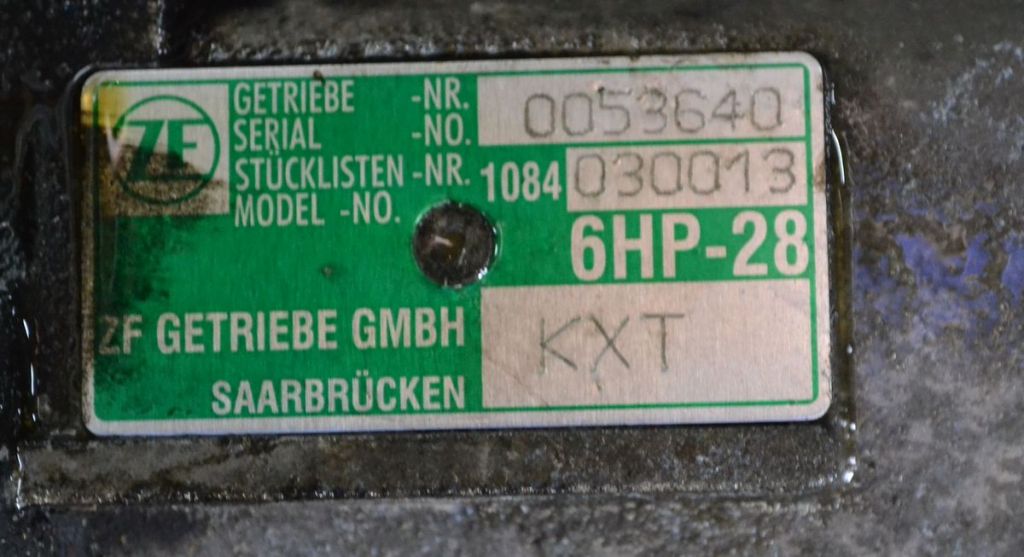 ZF
GETRIEBE -NR. 0053640
SERIAL -NO.
STÜCKLISTEN -NR. 1084 030013
MODEL -NO.
6HP-28
ZF GETRIEBE GMBH
KXT
SAARBRÜCKEN